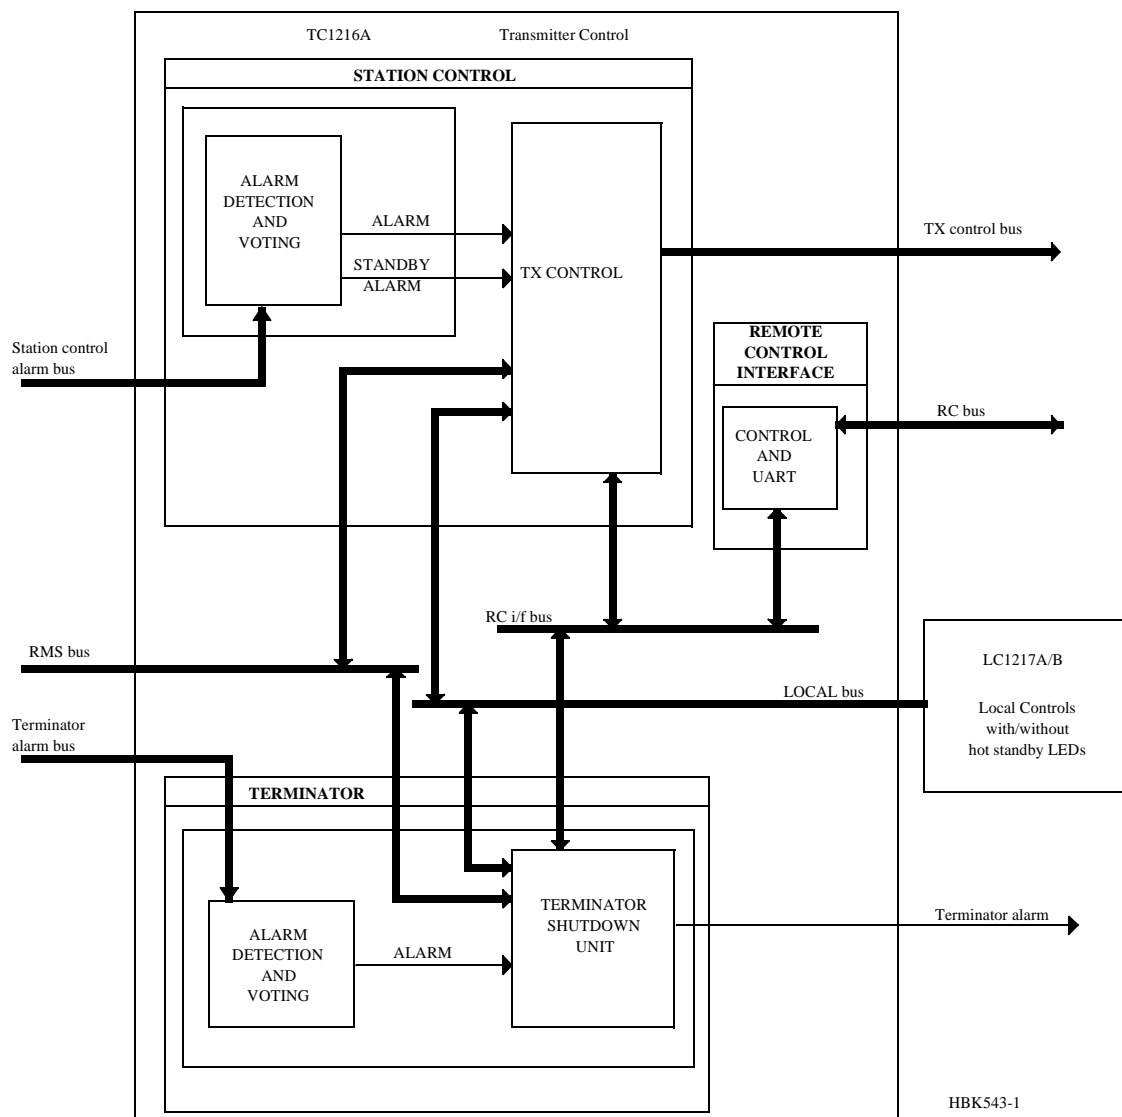 TC1216A Transmitter Control
STATION CONTROL
ALARM
DETECTION
AND
VOTING
ALARM
STANDBY
ALARM
TX CONTROL
TX control bus
Station control
alarm bus
REMOTE
CONTROL
INTERFACE
CONTROL
AND
UART
RC bus
RC i/f bus
RMS bus
LOCAL bus
LC1217A/B
Local Controls
with/without
hot standby LEDs
Terminator
alarm bus
TERMINATOR
ALARM
DETECTION
AND
VOTING
ALARM
TERMINATOR
SHUTDOWN
UNIT
Terminator alarm
HBK543-1